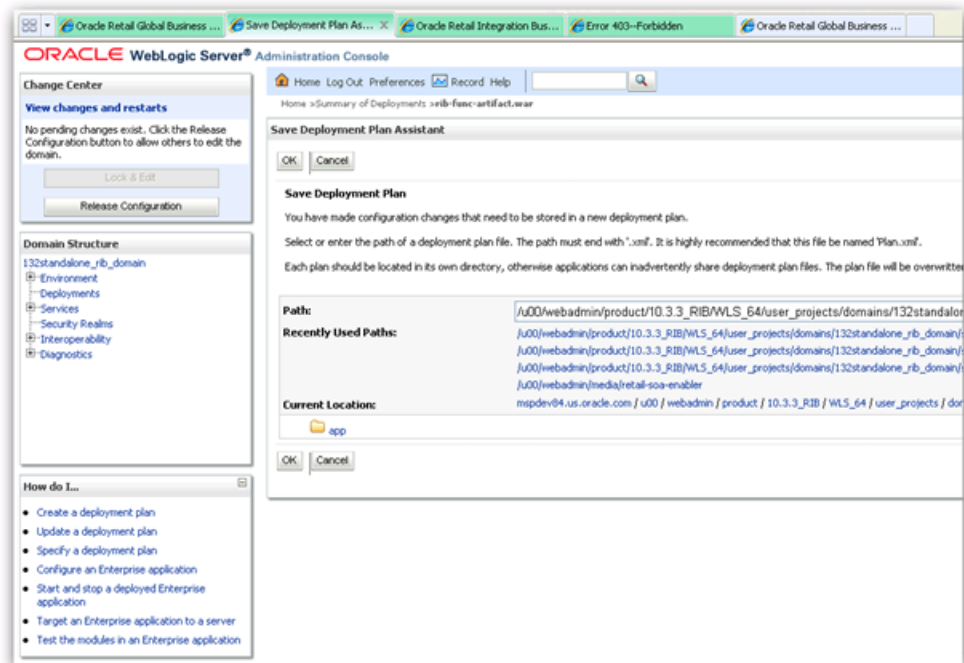 Oracle Retail Global Business ...
Save Deployment Plan As...
Oracle Retail Integration Bus...
Error 403--Forbidden
Oracle Retail Global Business ...
ORACLE WebLogic Server® Administration Console
Change Center
View changes and restarts
No pending changes exist. Click the Release
Configuration button to allow others to edit the
domain.
Lock & Edit
Release Configuration
Domain Structure
132standalone_rib_domain
Environment
Deployments
Services
Security Realms
Interoperability
Diagnostics
How do I...
Create a deployment plan
Update a deployment plan
Specify a deployment plan
Configure an Enterprise application
Start and stop a deployed Enterprise
application
Target an Enterprise application to a server
Test the modules in an Enterprise application
Home Log Out Preferences Record Help
Home >Summary of Deployments >rib-func-artifact.war
Save Deployment Plan Assistant
OK Cancel
Save Deployment Plan
You have made configuration changes that need to be stored in a new deployment plan.
Select or enter the path of a deployment plan file. The path must end with '.xml'. It is highly recommended that this file be named 'Plan.xml'.
Each plan should be located in its own directory, otherwise applications can inadvertently share deployment plan files. The plan file will be overwritten
Path: /u00/webadmin/product/10.3.3_RIB/WLS_64/user_projects/domains/132standalor
Recently Used Paths: /u00/webadmin/product/10.3.3_RIB/WLS_64/user_projects/domains/132standalone_rib_domain/
/u00/webadmin/product/10.3.3_RIB/WLS_64/user_projects/domains/132standalone_rib_domain/
/u00/webadmin/product/10.3.3_RIB/WLS_64/user_projects/domains/132standalone_rib_domain/
/u00/webadmin/media/retail-soa-enabler
Current Location: mspdev84.us.oracle.com / u00 / webadmin / product / 10.3.3_RIB / WLS_64 / user_projects / dor
app
OK Cancel